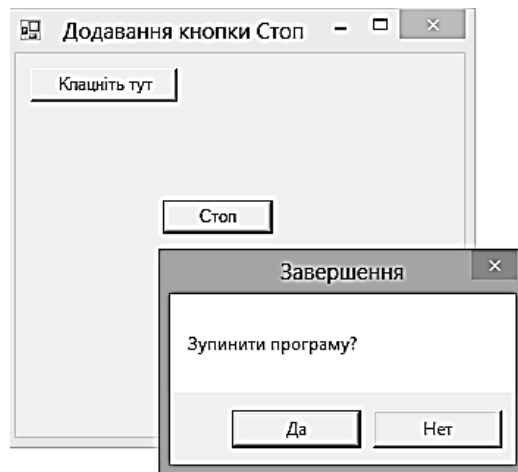 Додавання кнопки Стоп
Клацніть тут
Стоп
Завершення
Зупинити програму?
Да
Нет